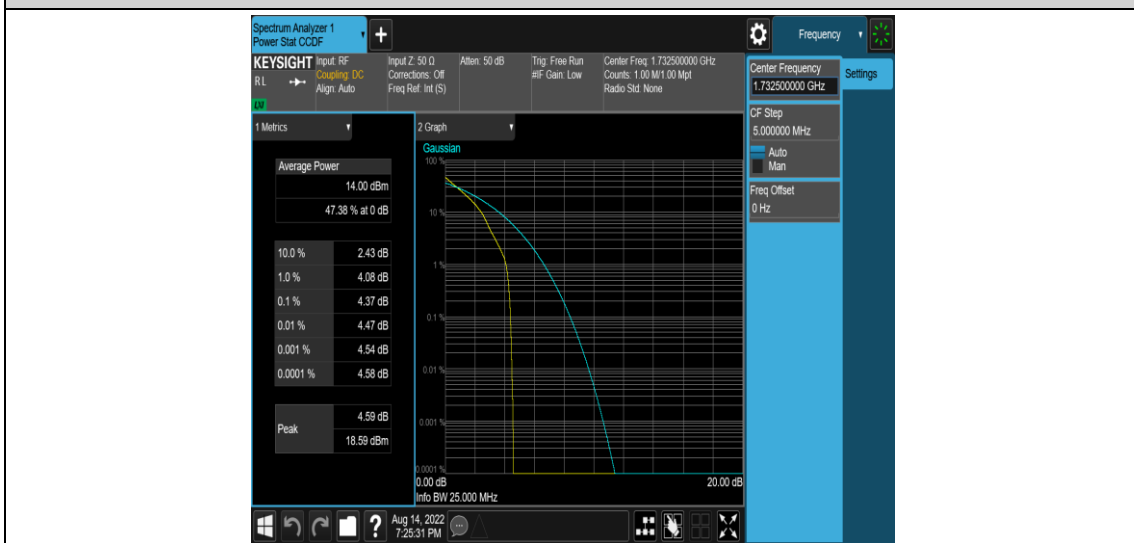 Spectrum Analyzer 1
Power Stat CCDF
+
Frequency
KEYSIGHT
RL
LXI
Input: RF
Coupling: DC
Align: Auto
Input Z: 50 Ω
Corrections: Off
Freq Ref: Int (S)
Atten: 50 dB
Trig: Free Run
#IF Gain: Low
Center Freq: 1.732500000 GHz
Counts: 1.00 M/1.00 Mpt
Radio Std: None
Center Frequency
1.732500000 GHz
Settings
CF Step
5.000000 MHz
Auto
Man
Freq Offset
0 Hz
1 Metrics
Average Power
14.00 dBm
47.38 % at 0 dB
10.0 % 2.43 dB
1.0 % 4.08 dB
0.1 % 4.37 dB
0.01 % 4.47 dB
0.001 % 4.54 dB
0.0001 % 4.58 dB
Peak 4.59 dB
18.59 dBm
2 Graph
Gaussian
100 %
10 %
1 %
0.1 %
0.01 %
0.001 %
0.0001 %
0.00 dB 20.00 dB
Info BW 25.000 MHz
?
Aug 14, 2022
7:25:31 PM